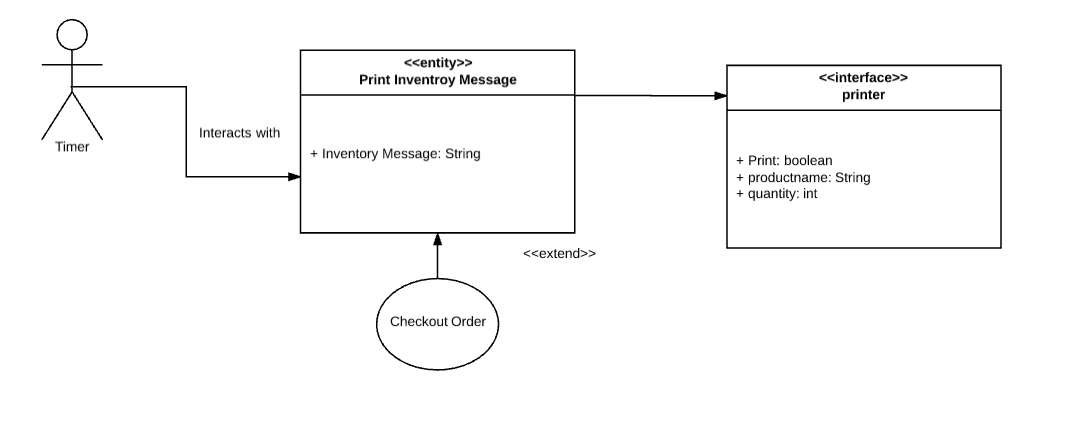 <<entity>>
Print Inventroy Message
<<interface>>
printer
Interacts with
Timer
+ Inventory Message: String
+ Print: boolean
+ productname: String
+ quantity: int
<<extend>>
Checkout Order